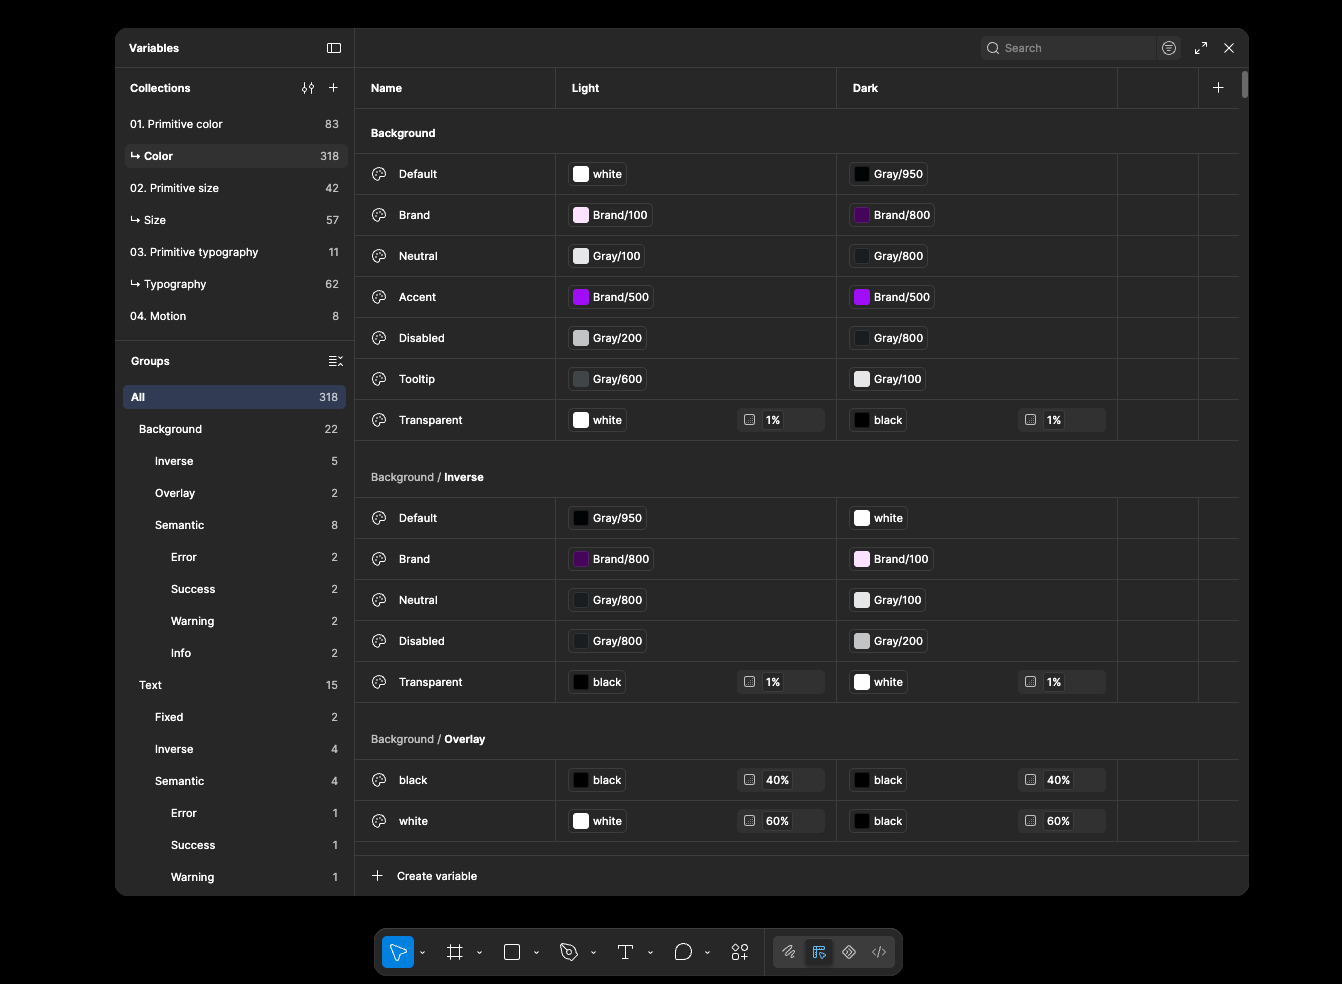 Variables
Search
Collections
01. Primitive color 83
Color 318
02. Primitive size 42
Size 57
03. Primitive typography 11
Typography 62
04. Motion 8
Groups
All 318
Background 22
Inverse 5
Overlay 2
Semantic 8
Error 2
Success 2
Warning 2
Info 2
Text 15
Fixed 2
Inverse 4
Semantic 4
Error 1
Success 1
Warning 1
Name Light Dark
Background
Default white Gray/950
Brand Brand/100 Brand/800
Neutral Gray/100 Gray/800
Accent Brand/500 Brand/500
Disabled Gray/200 Gray/800
Tooltip Gray/600 Gray/100
Transparent white 1% black 1%
Background / Inverse
Default Gray/950 white
Brand Brand/800 Brand/100
Neutral Gray/800 Gray/100
Disabled Gray/800 Gray/200
Transparent black 1% white 1%
Background / Overlay
black black 40% black 40%
white white 60% black 60%
Create variable